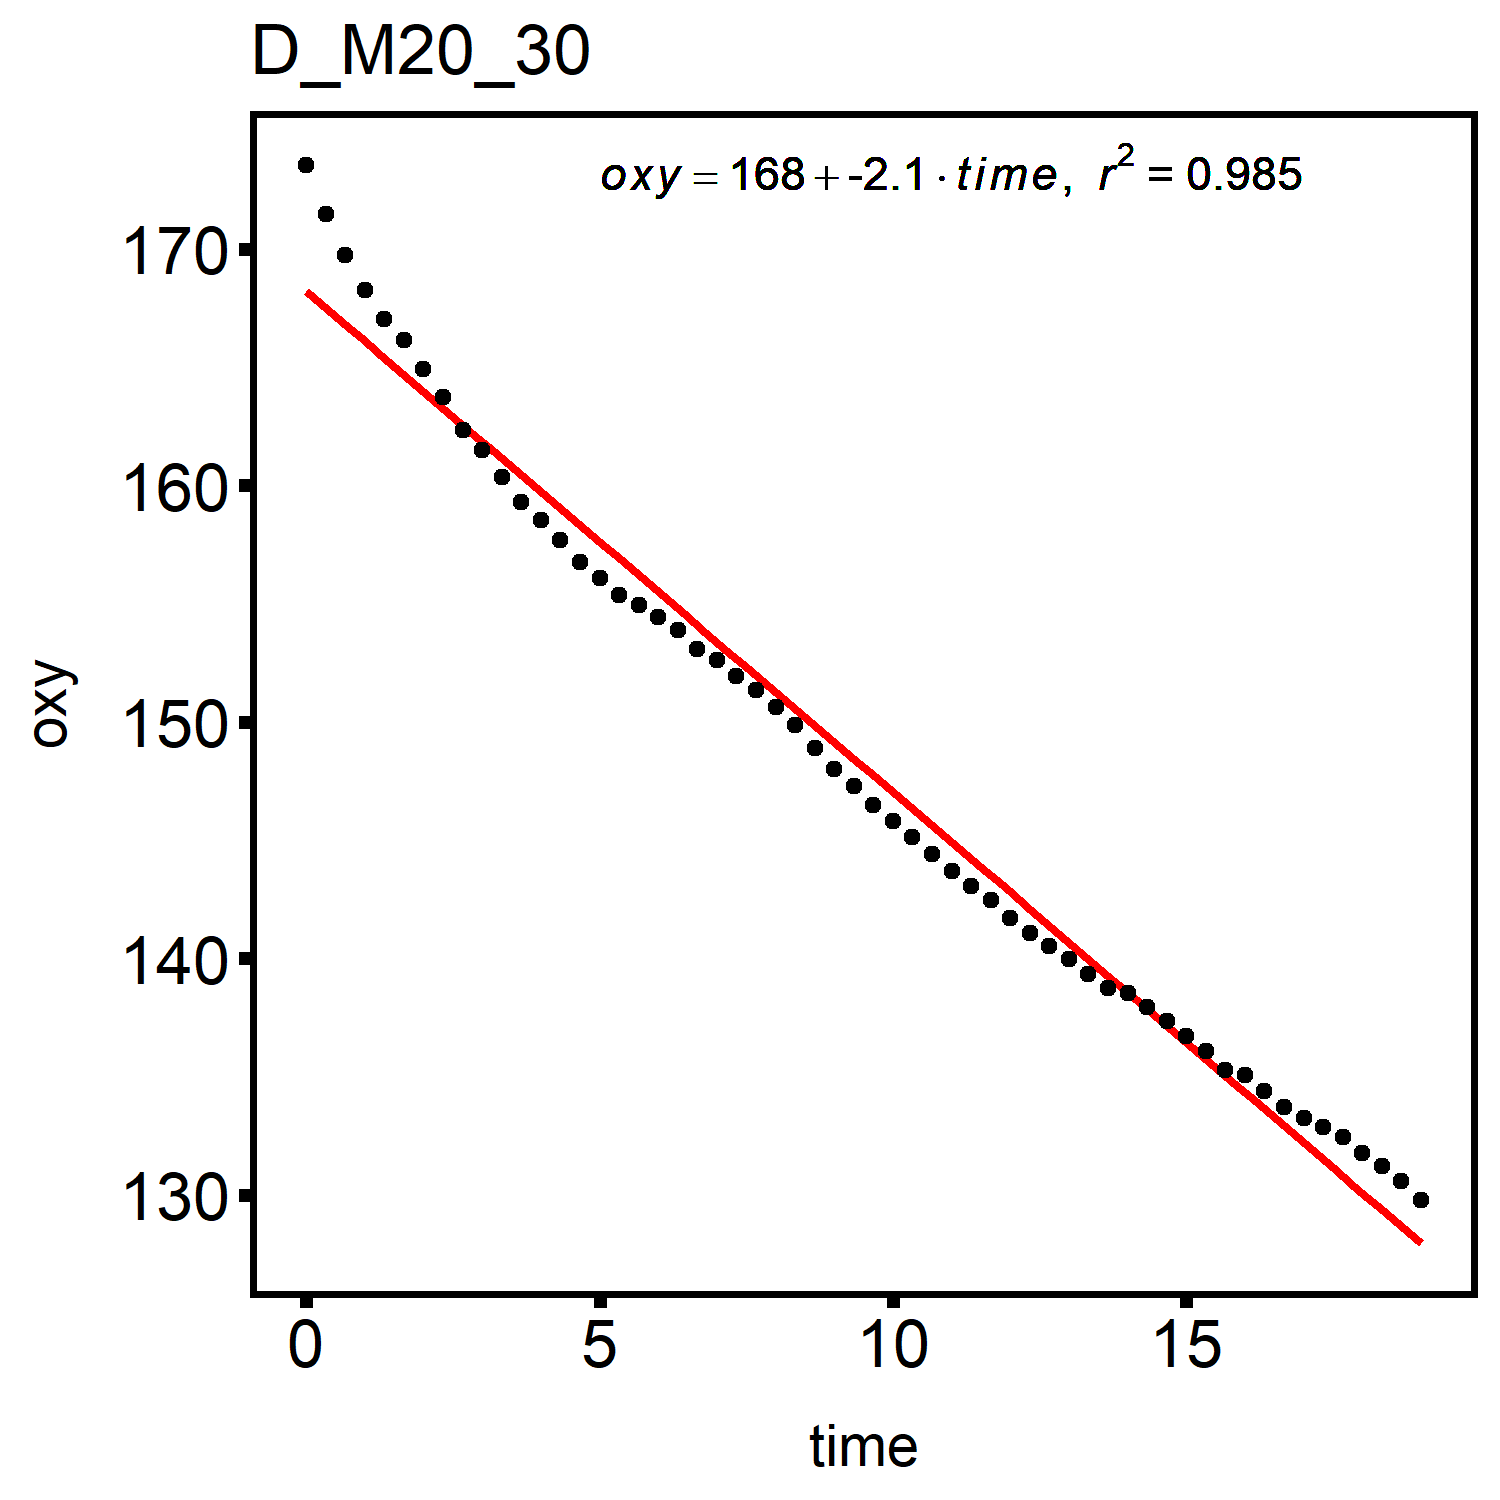 D_M20_30
oxy = 168 + -2.1 · time, r² = 0.985
170
160
150
140
130
oxy
0 5 10 15
time